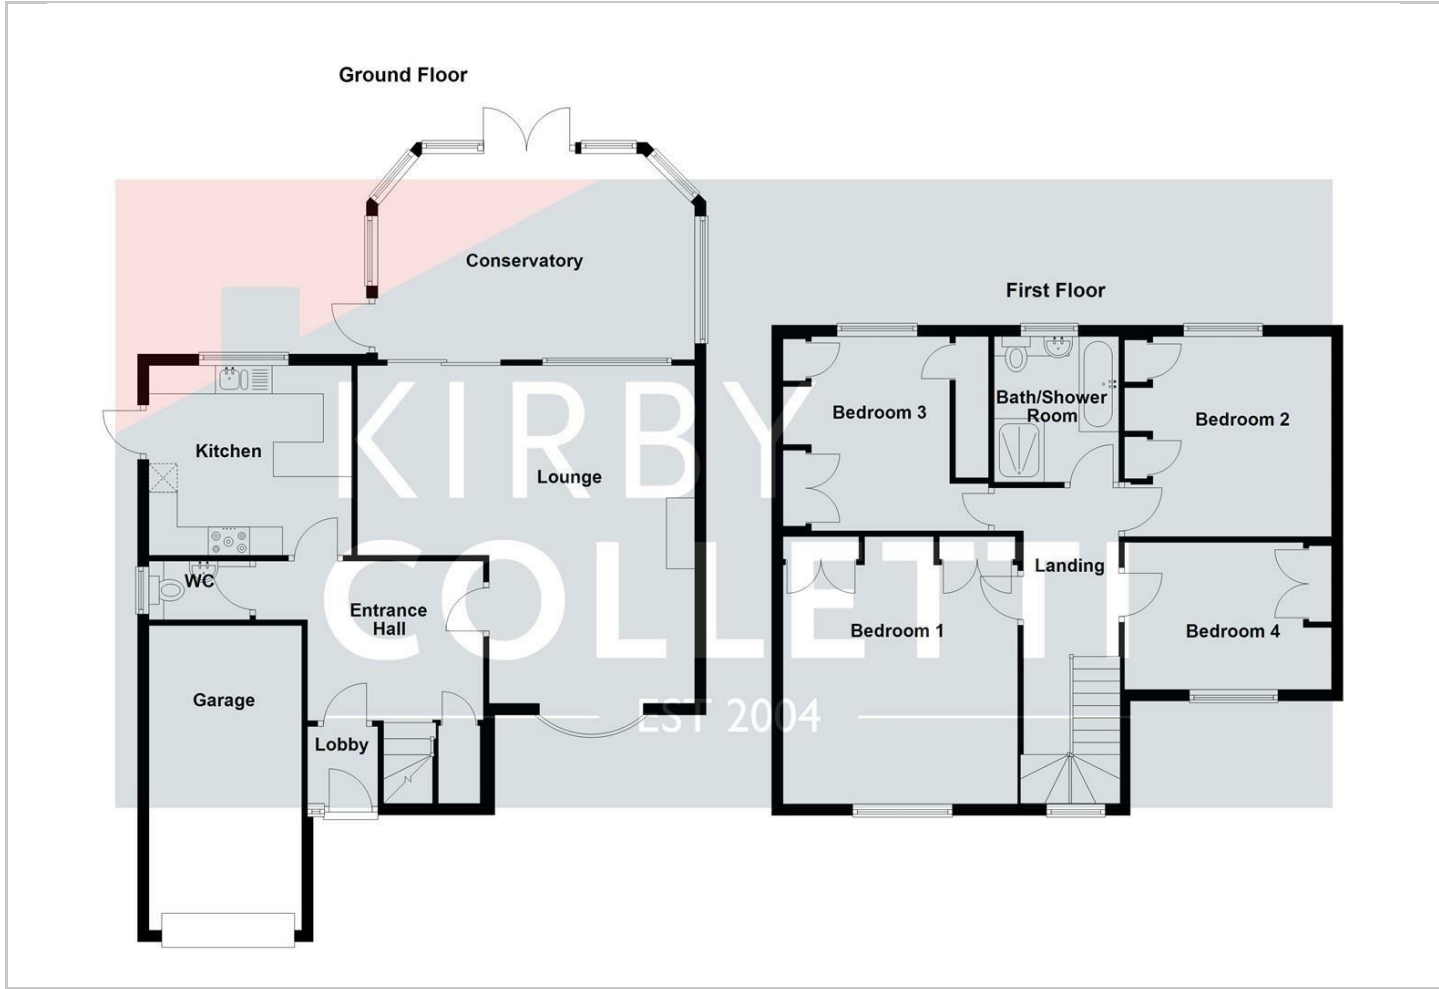 Ground Floor
Conservatory
Kitchen
Lounge
WC
Entrance
Hall
Garage
Lobby
First Floor
Bedroom 3
Bath/Shower
Room
Bedroom 2
Landing
Bedroom 1
Bedroom 4
KIRBY
COLLETTI
EST 2004